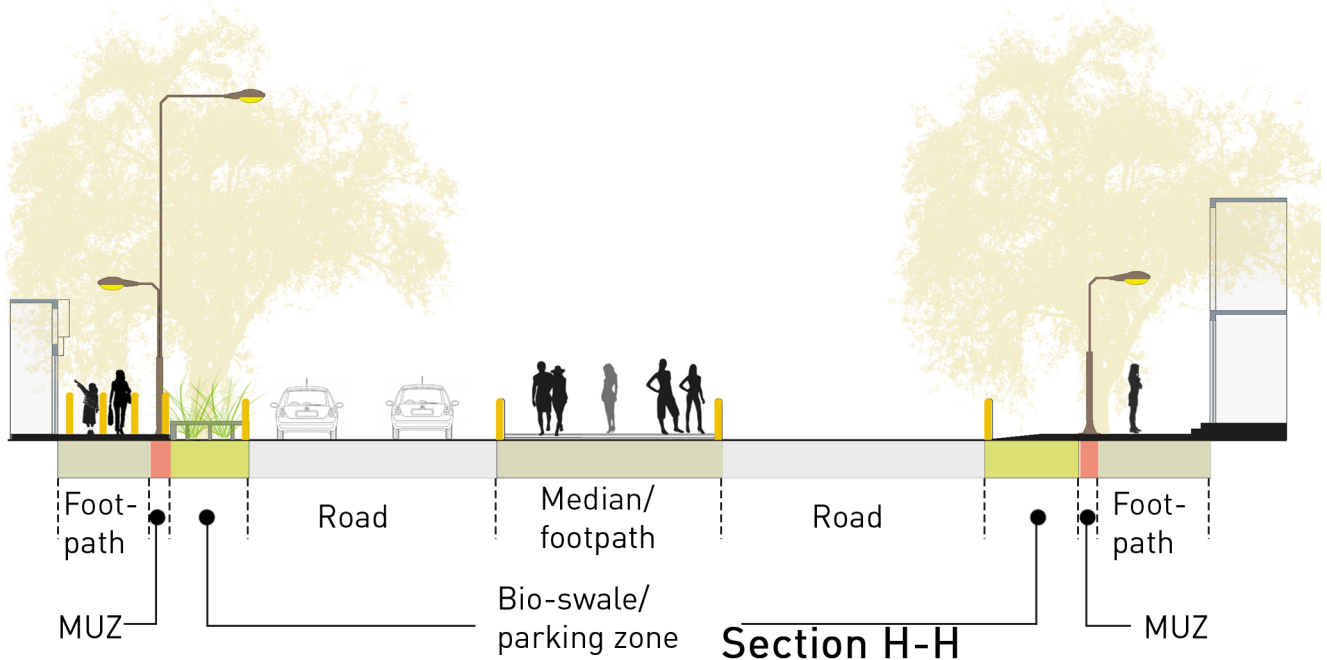 Foot-
path
Road
Median/
footpath
Road
Foot-
path
MUZ
Bio-swale/
parking zone
MUZ
Section H-H